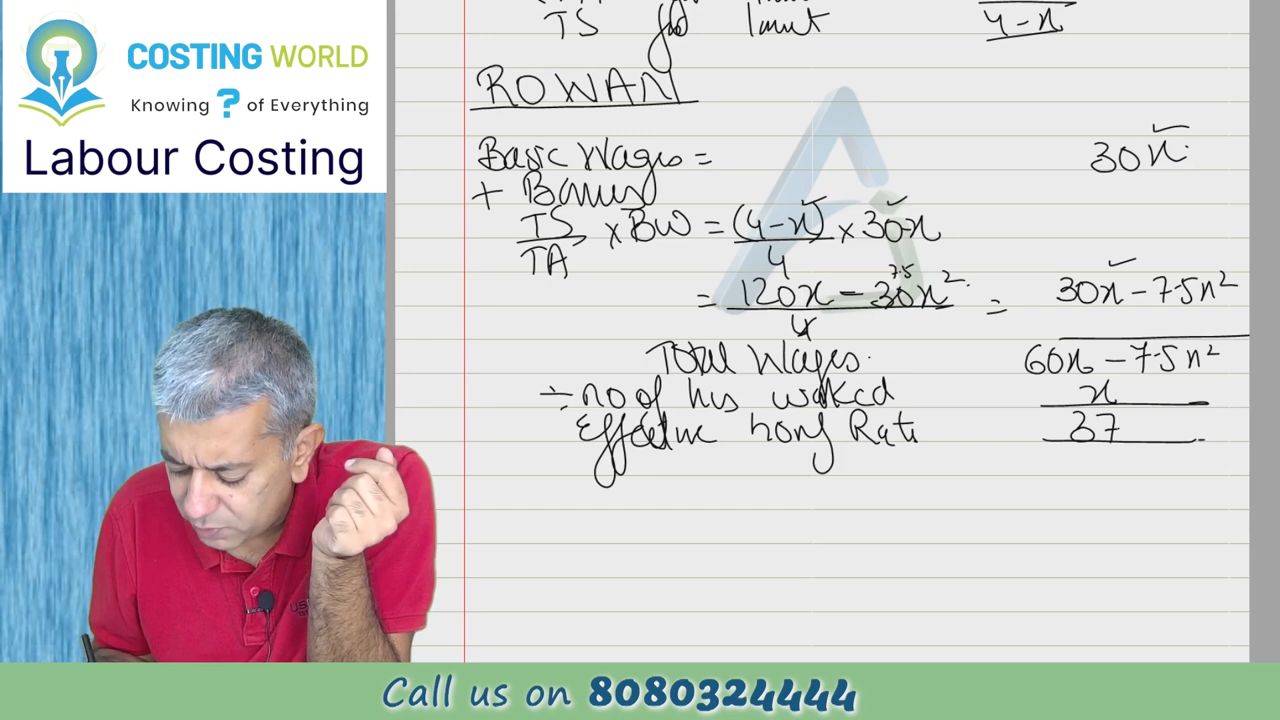 COSTING WORLD
Knowing ? of Everything
Labour Costing
TS for 1 unit
4-x
ROWAN
Basic Wages = 30x
+ Bonus
TS/TA × BW = (4-x)/4 × 30x
= 120x - 30x²/4 = 30x - 7.5x²
7.5
Total Wages 60x - 7.5x²
÷ no of hrs worked x
Effective hourly Rate 37
Call us on 8080324444